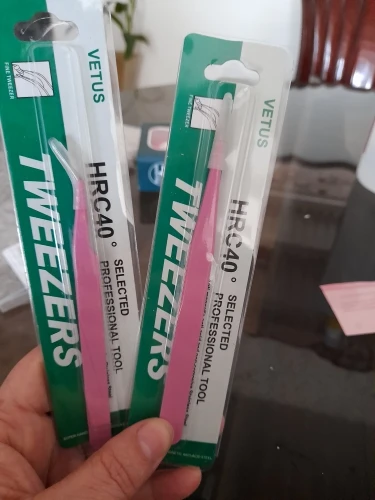 FINE TWEEZER
VETUS
TWEEZERS
HRC40°
SELECTED
PROFESSIONAL TOOL
FINE TWEEZER
VETUS
TWEEZERS
HRC40°
SELECTED
PROFESSIONAL TOOL